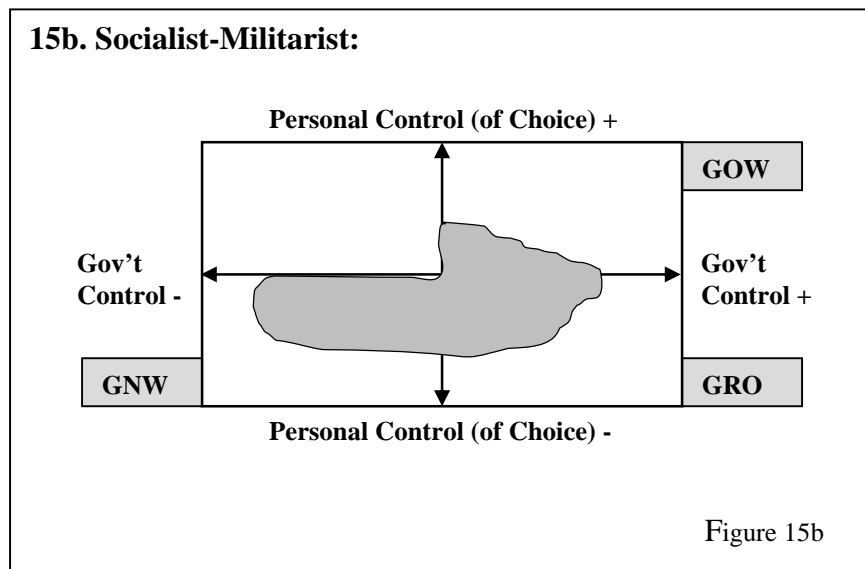 15b. Socialist-Militarist:
Personal Control (of Choice) +
GOW
Gov’t
Control -
Gov’t
Control +
GNW
GRO
Personal Control (of Choice) -
Figure 15b